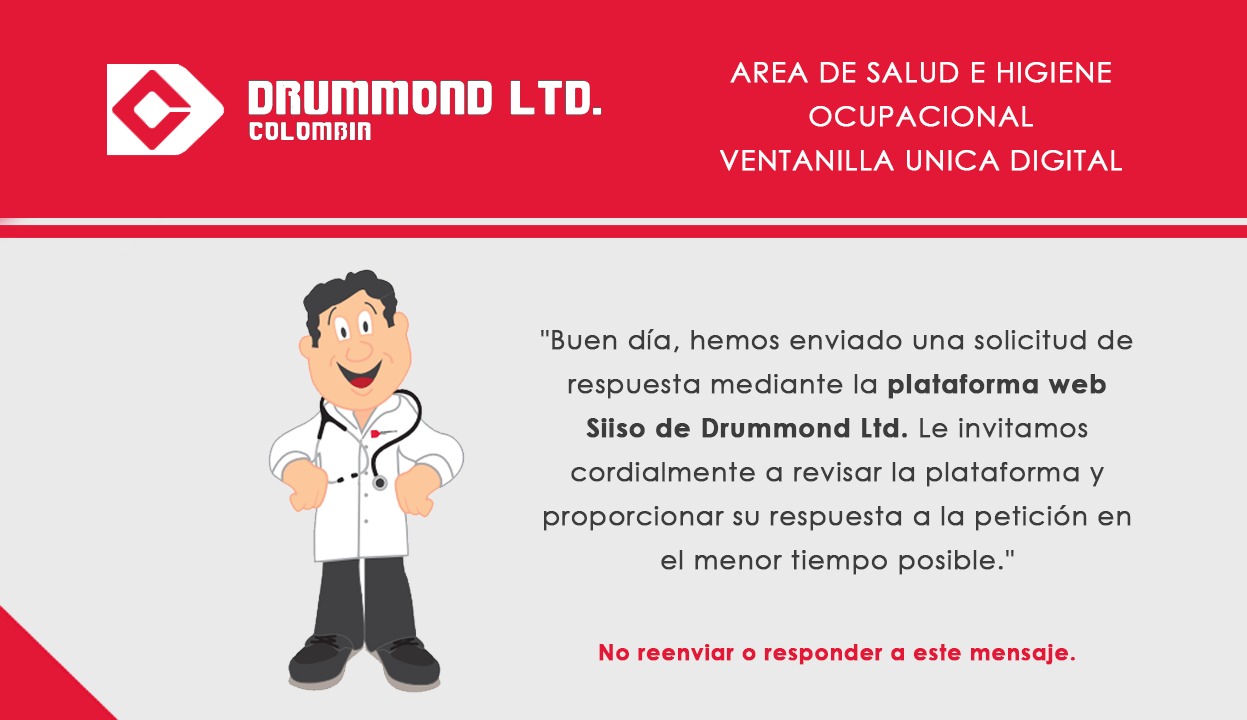 DRUMMOND LTD.
COLOMBIA
AREA DE SALUD E HIGIENE
OCUPACIONAL
VENTANILLA UNICA DIGITAL
"Buen día, hemos enviado una solicitud de
respuesta mediante la plataforma web
Siiso de Drummond Ltd. Le invitamos
cordialmente a revisar la plataforma y
proporcionar su respuesta a la petición en
el menor tiempo posible."
No reenviar o responder a este mensaje.